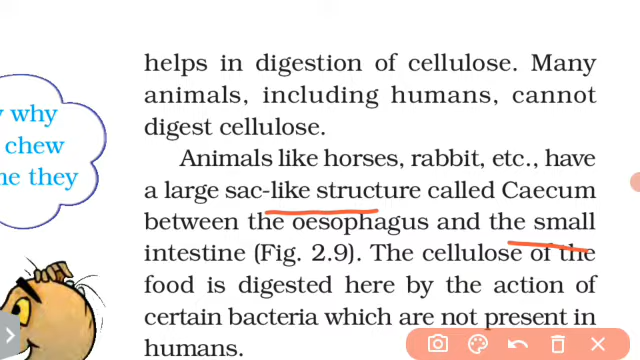 helps in digestion of cellulose. Many
animals, including humans, cannot
digest cellulose.
Animals like horses, rabbit, etc., have
a large sac-like structure called Caecum
between the oesophagus and the small
intestine (Fig. 2.9). The cellulose of the
food is digested here by the action of
certain bacteria which are not present in
humans.
why
chew
they